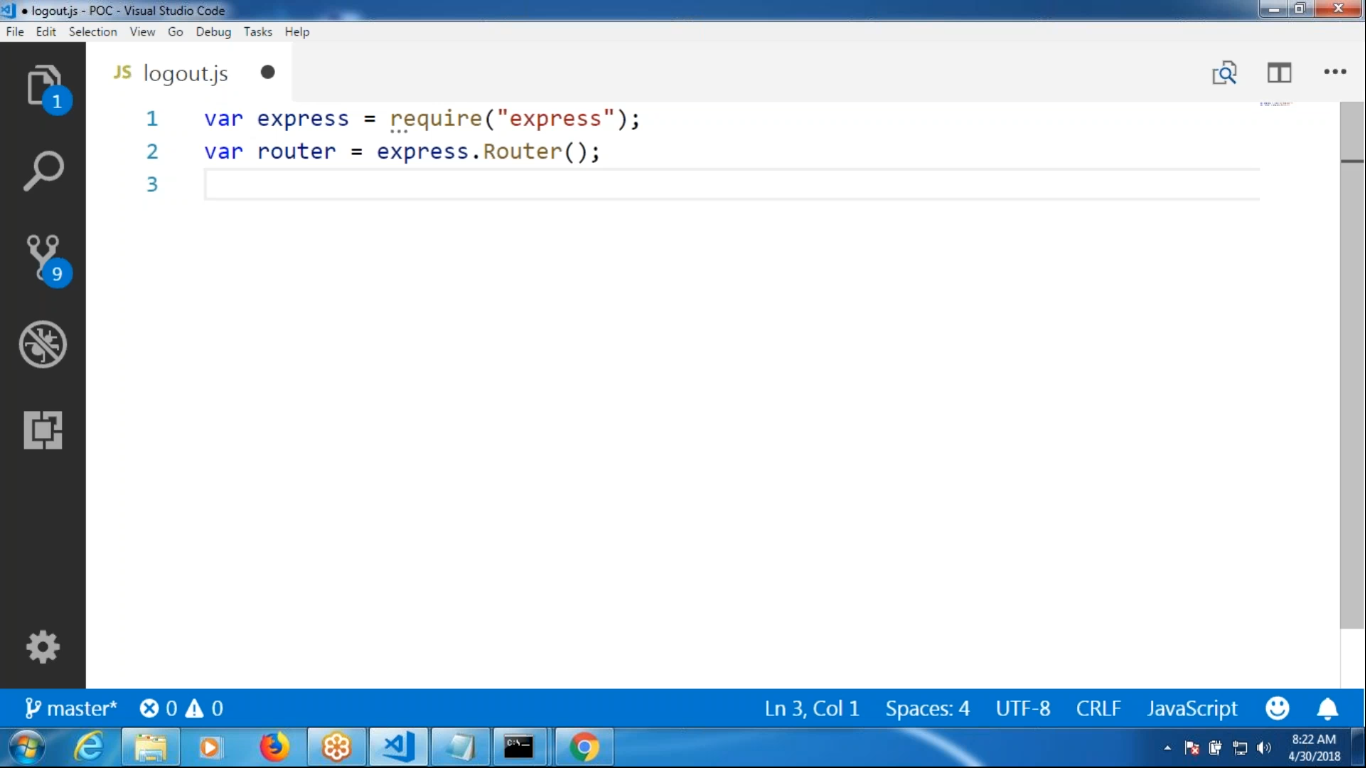 ● logout.js - POC - Visual Studio Code
File Edit Selection View Go Debug Tasks Help
JS logout.js ●
1
1 var express = require("express");
2 var router = express.Router();
3
9
master* 0 0 Ln 3, Col 1 Spaces: 4 UTF-8 CRLF JavaScript
8:22 AM
4/30/2018